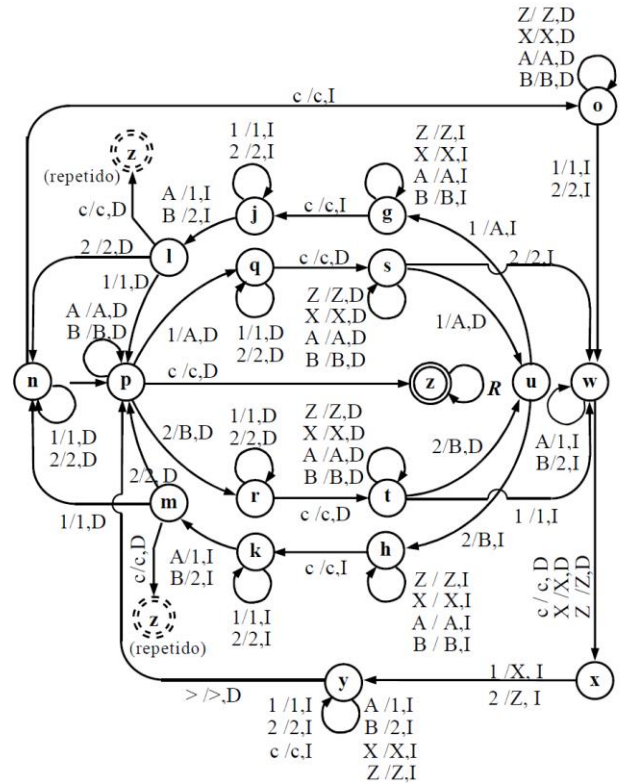 Z/ Z,D
X/X,D
A/A,D
B/B,D
o
c /c,I
1/1,I
2/2,I
z
(repetido)
c/c,D
A /1,I
B /2,I
1 /1,I
2 /2,I
j
c /c,I
g
Z /Z,I
X /X,I
A /A,I
B /B,I
1 /A,I
l
2 /2,D
1/1,D
q
c /c,D
s
2 /2,I
A /A,D
B /B,D
1/A,D
1/1,D
2/2,D
Z /Z,D
X /X,D
A /A,D
B /B,D
1/A,D
n
p
c /c,D
z
R
u
w
1/1,D
2/2,D
2/B,D
1/1,D
2/2,D
Z /Z,D
X /X,D
A /A,D
B /B,D
2/B,D
A /1,I
B /2,I
2/2, D
r
c /c,D
t
1 /1,I
1/1,D
m
A/1,I
B/2,I
k
c /c,I
h
2/B,I
c/c,D
z
(repetido)
1/1,I
2/2,I
Z / Z,I
X / X,I
A / A,I
B / B,I
c / c, D
X /X,D
Z /Z,D
> />,D
y
1 /X, I
2 /Z, I
x
1 /1,I
2 /2,I
c /c,I
A /1,I
B /2,I
X /X,I
Z /Z,I